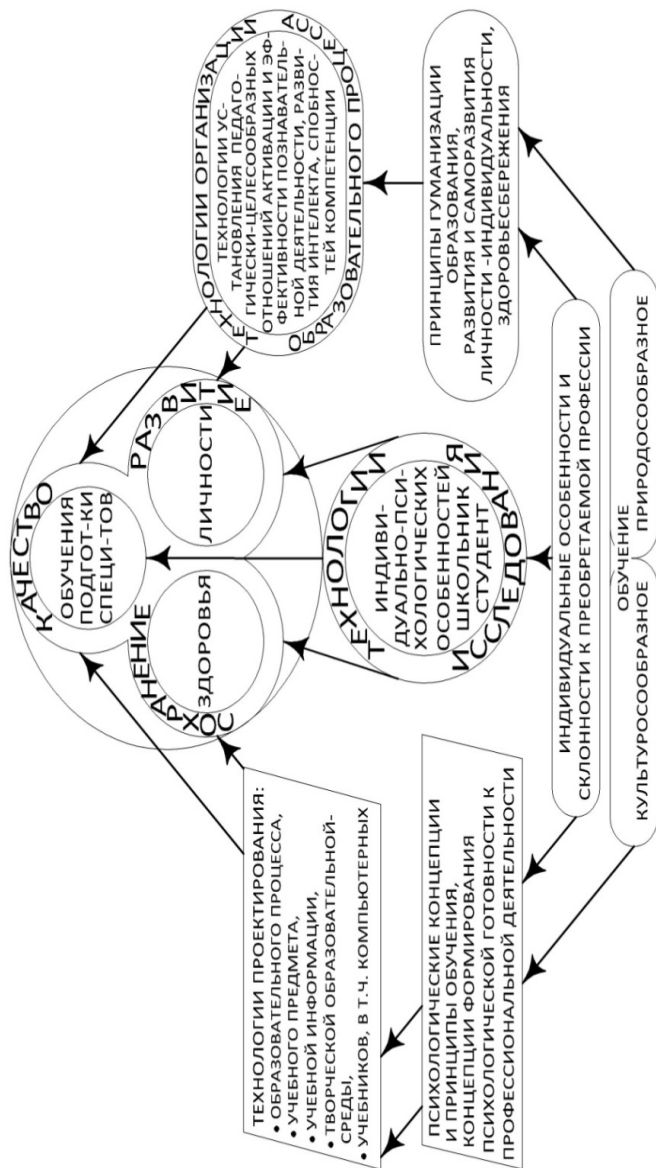 КАЧЕСТВО
ОБУЧЕНИЯ
ПОДГОТ-КИ
СПЕЦИ-ТОВ
СОХРАНЕНИЕ
ЗДОРОВЬЯ
РАЗВИТИЕ
ЛИЧНОСТИ
ТЕХНОЛОГИИ ПРОЕКТИРОВАНИЯ:
• ОБРАЗОВАТЕЛЬНОГО ПРОЦЕССА,
• УЧЕБНОГО ПРЕДМЕТА,
• УЧЕБНОЙ ИНФОРМАЦИИ,
• ТВОРЧЕСКОЙ ОБРАЗОВАТЕЛЬНОЙ-
СРЕДЫ,
• УЧЕБНИКОВ, В Т.Ч. КОМПЬЮТЕРНЫХ
ТЕХНОЛОГИИ
ИНДИВИ-
ДУАЛЬНО-ПСИ-
ХОЛОГИЧЕСКИХ
ОСОБЕННОСТЕЙ
ШКОЛЬНИК
СТУДЕНТ
ИССЛЕДОВАНИЯ
ТЕХНОЛОГИИ ОРГАНИЗАЦИИ
ТЕХНОЛОГИИ УС-
ТАНОВЛЕНИЯ ПЕДАГО-
ГИЧЕСКИ-ЦЕЛЕСООБРАЗНЫХ
ОТНОШЕНИЙ АКТИВАЦИИ И ЭФ-
ФЕКТИВНОСТИ ПОЗНАВАТЕЛЬ-
НОЙ ДЕЯТЕЛЬНОСТИ, РАЗВИ-
ТИЯ ИНТЕЛЕКТА, СПОБНОС-
ТЕЙ КОМПЕТЕНЦИИ
ОБРАЗОВАТЕЛЬНОГО ПРОЦЕССА
ПСИХОЛОГИЧЕСКИЕ КОНЦЕПЦИИ
И ПРИНЦИПЫ ОБУЧЕНИЯ,
КОНЦЕПЦИИ ФОРМИРОВАНИЯ
ПСИХОЛОГИЧЕСКОЙ ГОТОВНОСТИ К
ПРОФЕССИОНАЛЬНОЙ ДЕЯТЕЛЬНОСТИ
ПРИНЦИПЫ ГУМАНИЗАЦИИ
ОБРАЗОВАНИЯ,
РАЗВИТИЯ И САМОРАЗВИТИЯ
ЛИЧНОСТИ -ИНДИВИДУАЛЬНОСТИ,
ЗДОРОВЬЕСБЕРЕЖЕНИЯ
ИНДИВИДУАЛЬНЫЕ ОСОБЕННОСТИ И
СКЛОННОСТИ К ПРЕОБРЕТАЕМОЙ ПРОФЕССИИ
ОБУЧЕНИЕ
КУЛЬТУРОСООБРАЗНОЕ ПРИРОДОСООБРАЗНОЕ